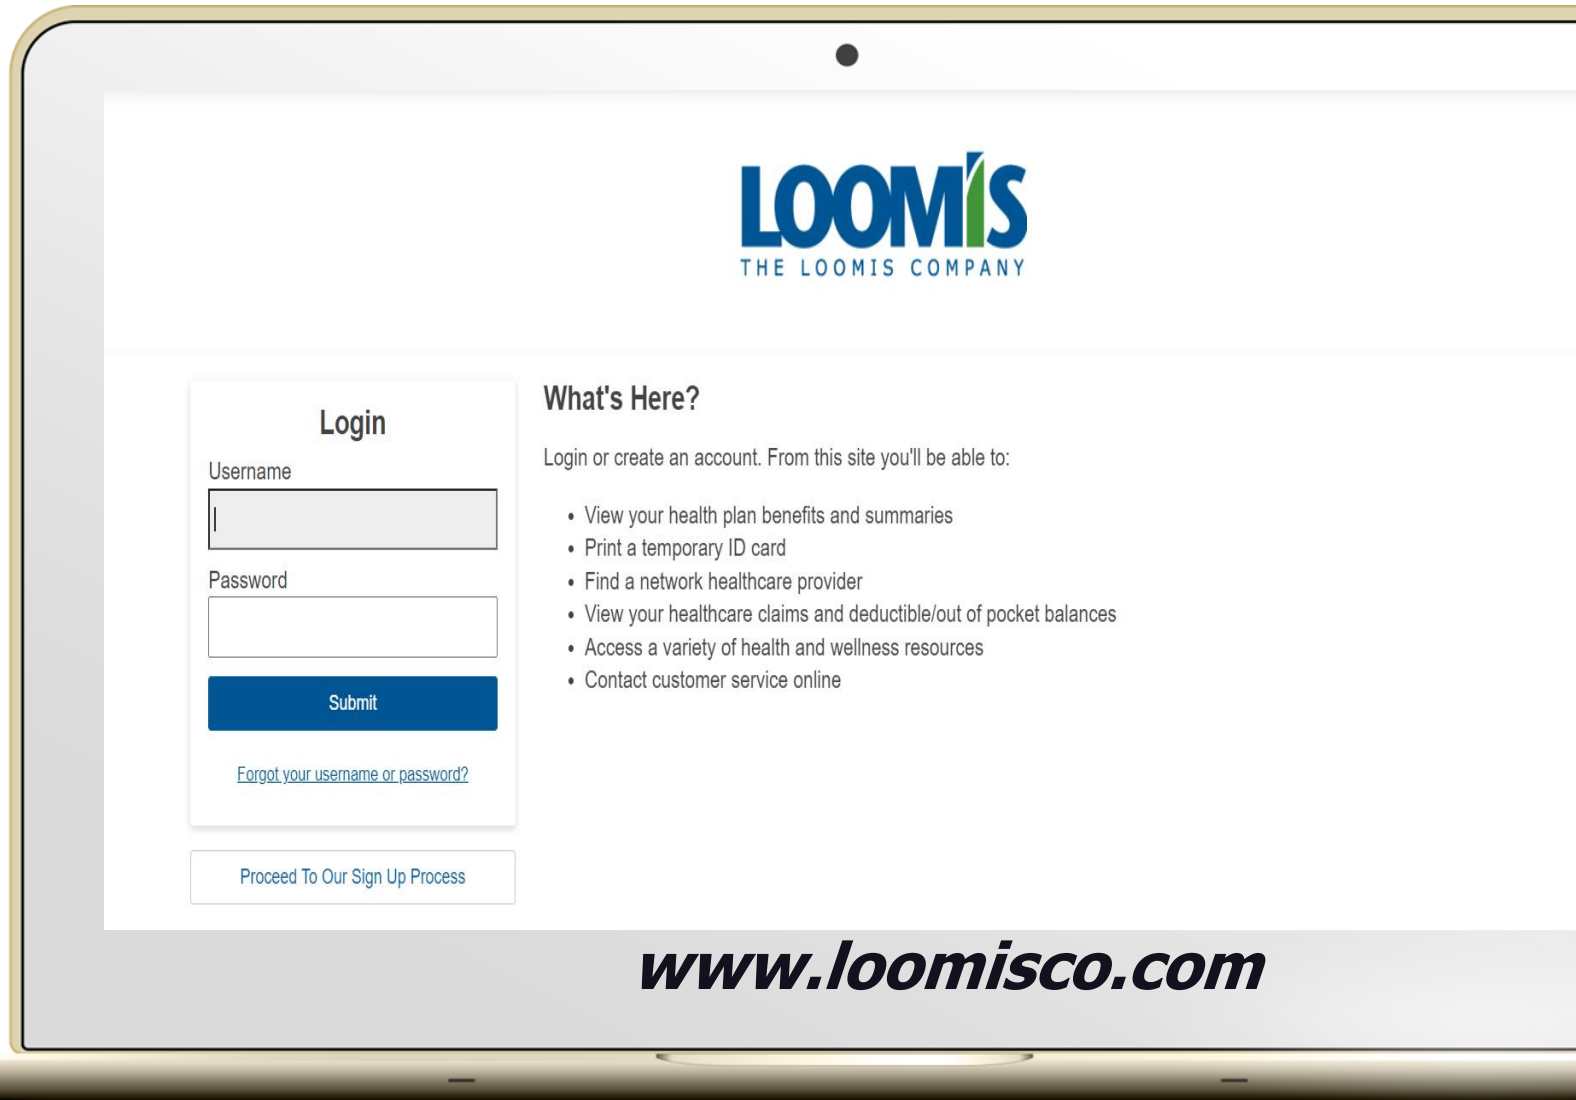 LOOMIS
THE LOOMIS COMPANY
Login
Username
Password
Submit
Forgot your username or password?
Proceed To Our Sign Up Process
What's Here?
Login or create an account. From this site you'll be able to:
• View your health plan benefits and summaries
• Print a temporary ID card
• Find a network healthcare provider
• View your healthcare claims and deductible/out of pocket balances
• Access a variety of health and wellness resources
• Contact customer service online
www.loomisco.com